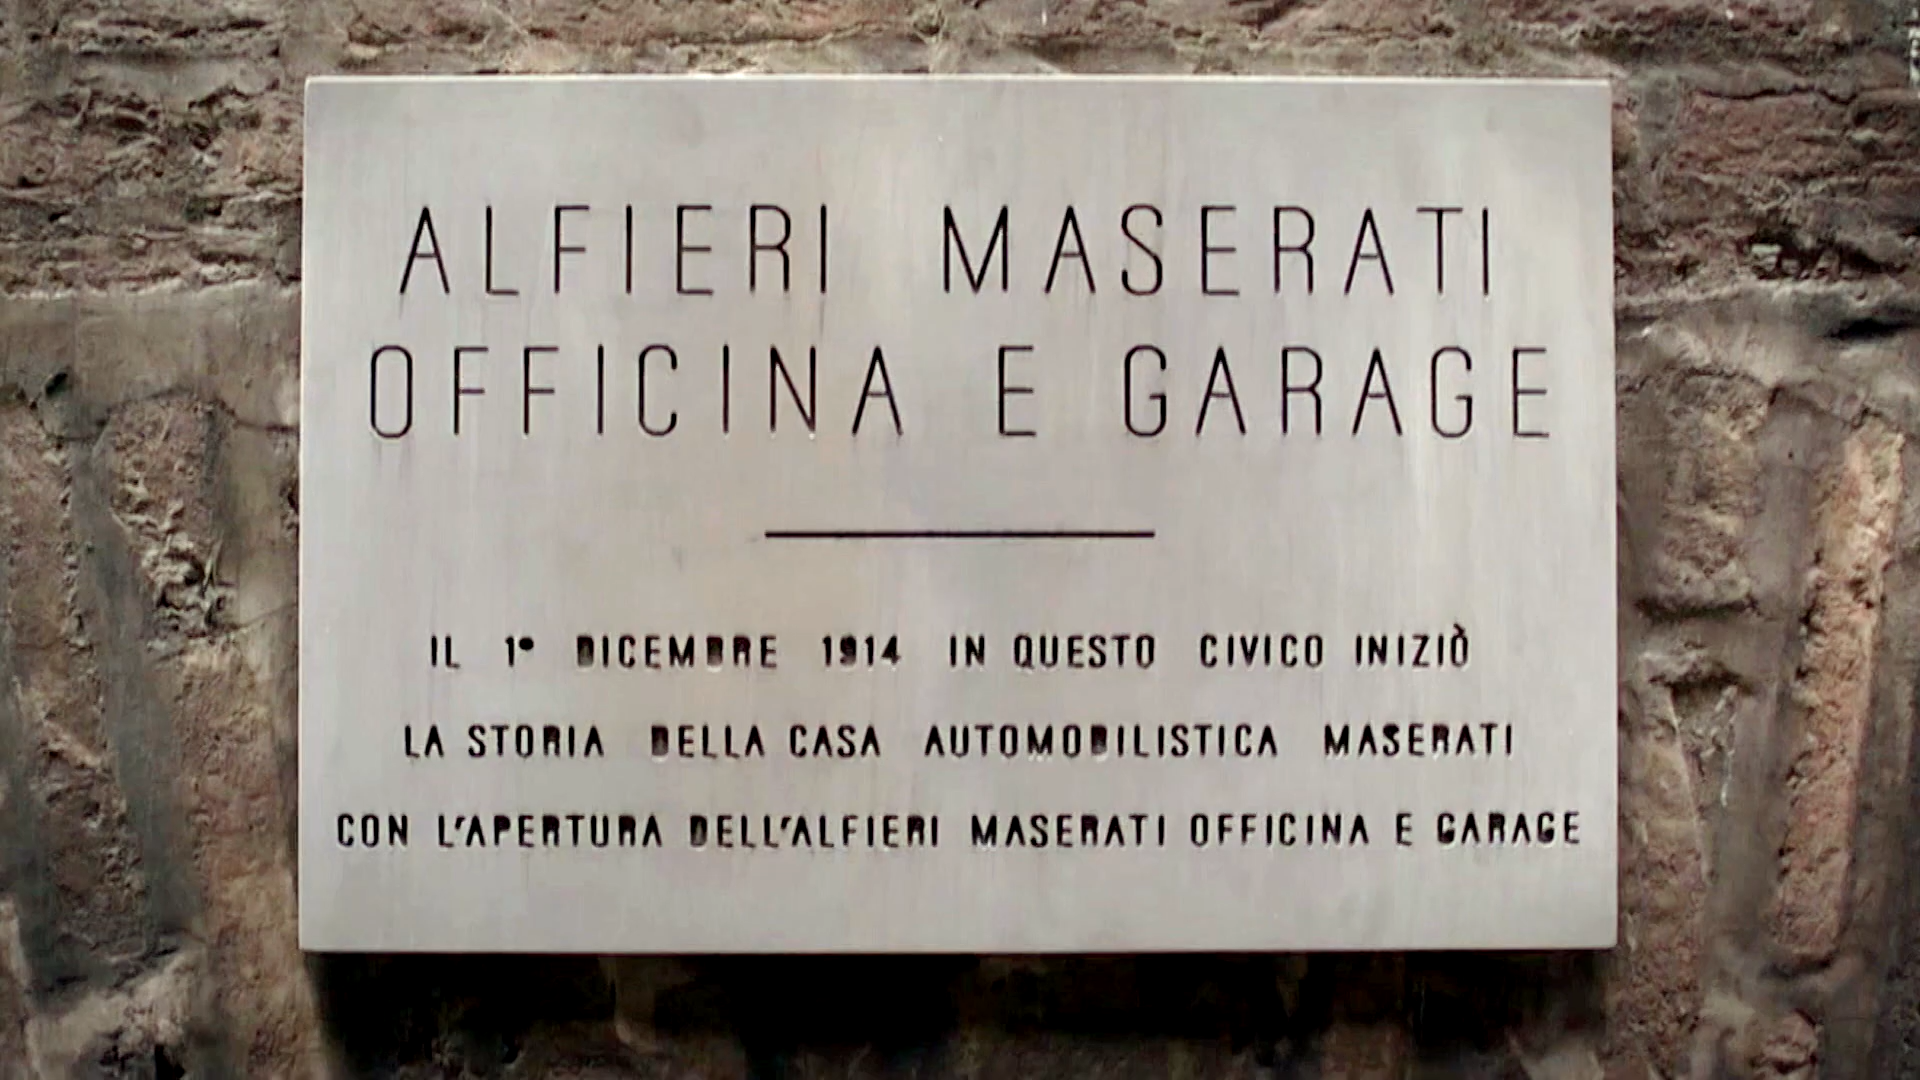 ALFIERI MASERATI
OFFICINA E GARAGE
IL 1° DICEMBRE 1914 IN QUESTO CIVICO INIZIÒ
LA STORIA DELLA CASA AUTOMOBILISTICA MASERATI
CON L'APERTURA DELL'ALFIERI MASERATI OFFICINA E GARAGE